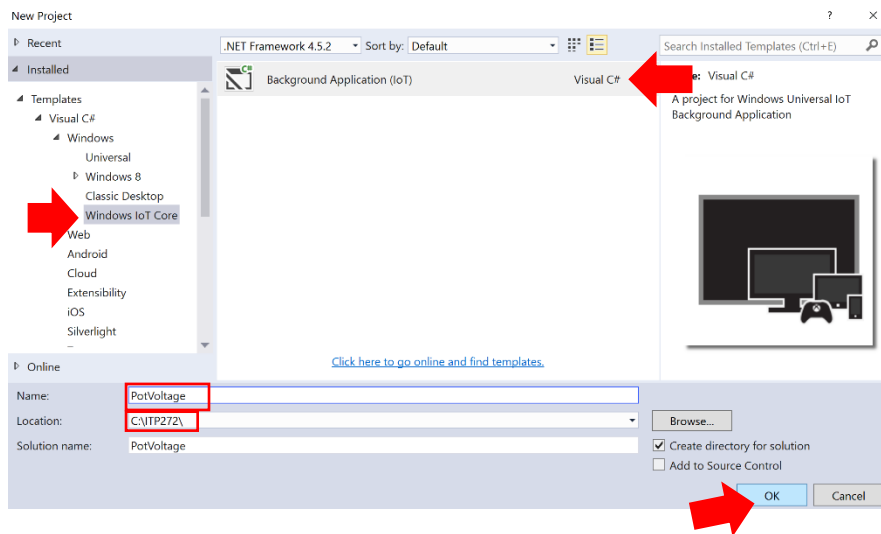 New Project
? ×
Recent
.NET Framework 4.5.2 Sort by: Default
Search Installed Templates (Ctrl+E)
Installed
Templates
Visual C#
Windows
Universal
Windows 8
Classic Desktop
Windows IoT Core
Web
Android
Cloud
Extensibility
iOS
Silverlight
Online
C#
Background Application (IoT) Visual C#
Click here to go online and find templates.
e: Visual C#
A project for Windows Universal IoT
Background Application
Name: PotVoltage
Location: C:\ITP272\ Browse...
Solution name: PotVoltage
Create directory for solution
Add to Source Control
OK Cancel